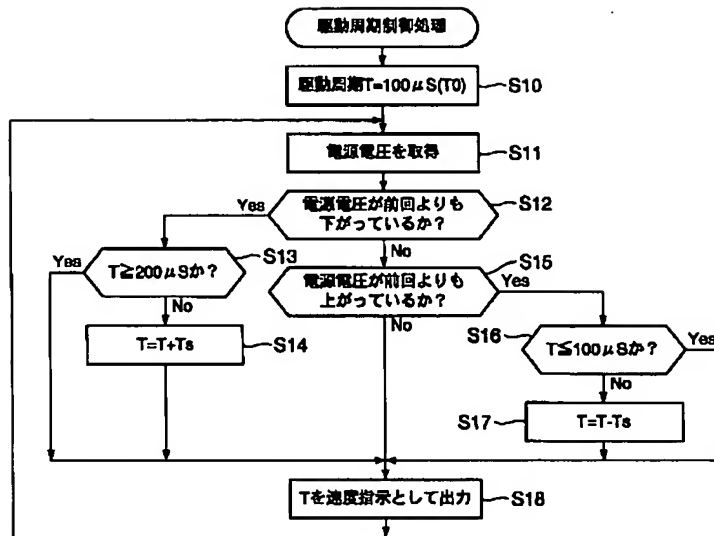 駆動周期制御処理
駆動周期T=100μS(T0)
S10
電源電圧を取得
S11
電源電圧が前回よりも
下がっているか？
S12
Yes
No
T≧200μSか？
S13
Yes
No
T=T+Ts
S14
電源電圧が前回よりも
上がっているか？
S15
Yes
No
T≦100μSか？
S16
Yes
No
T=T-Ts
S17
Tを速度指示として出力
S18